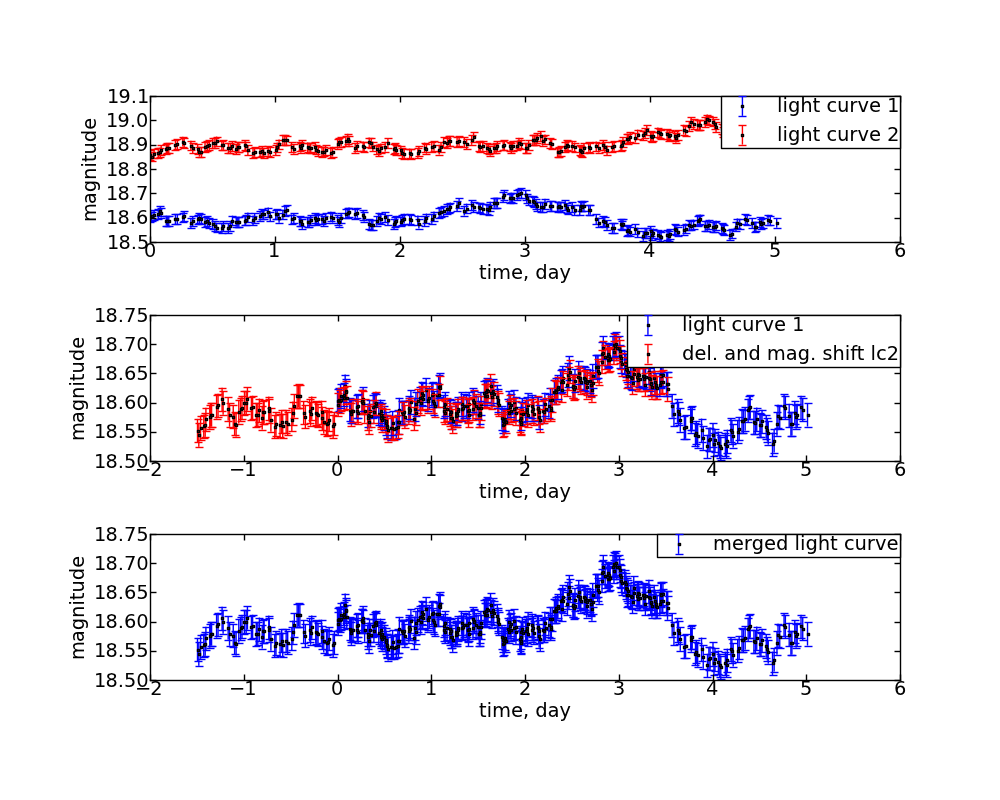 19.1
19.0
18.9
18.8
18.7
18.6
18.5
magnitude
light curve 1
light curve 2
0 1 2 3 4 5 6
time, day
18.75
18.70
18.65
18.60
18.55
18.50
magnitude
light curve 1
del. and mag. shift lc2
−2 −1 0 1 2 3 4 5 6
time, day
18.75
18.70
18.65
18.60
18.55
18.50
magnitude
merged light curve
−2 −1 0 1 2 3 4 5 6
time, day